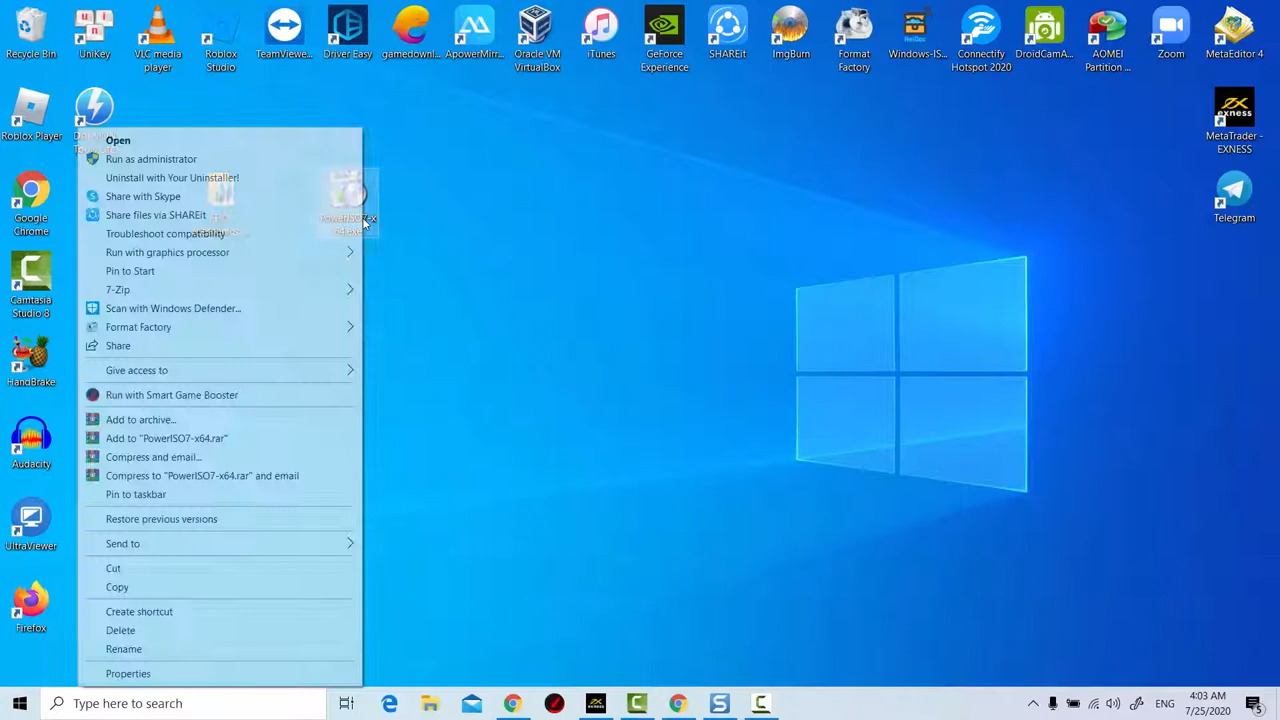 Recycle Bin
UniKey
VLC media
player
Roblox
Studio
TeamViewe...
Driver Easy
gamedownl...
ApowerMirr...
Oracle VM
VirtualBox
iTunes
GeForce
Experience
SHAREit
ImgBurn
Format
Factory
Windows-IS...
Connectify
Hotspot 2020
DroidCamA...
AOMEI
Partition ...
Zoom
MetaEditor 4
Roblox Player
MetaTrader -
EXNESS
Google
Chrome
Telegram
Camtasia
Studio 8
HandBrake
Audacity
UltraViewer
Firefox
PowerISO7-x
64.exe
Open
Run as administrator
Uninstall with Your Uninstaller!
Share with Skype
Share files via SHAREit
Troubleshoot compatibility
Run with graphics processor
Pin to Start
7-Zip
Scan with Windows Defender...
Format Factory
Share
Give access to
Run with Smart Game Booster
Add to archive...
Add to "PowerISO7-x64.rar"
Compress and email...
Compress to "PowerISO7-x64.rar" and email
Pin to taskbar
Restore previous versions
Send to
Cut
Copy
Create shortcut
Delete
Rename
Properties
Type here to search
exness
ENG
4:03 AM
7/25/2020
5